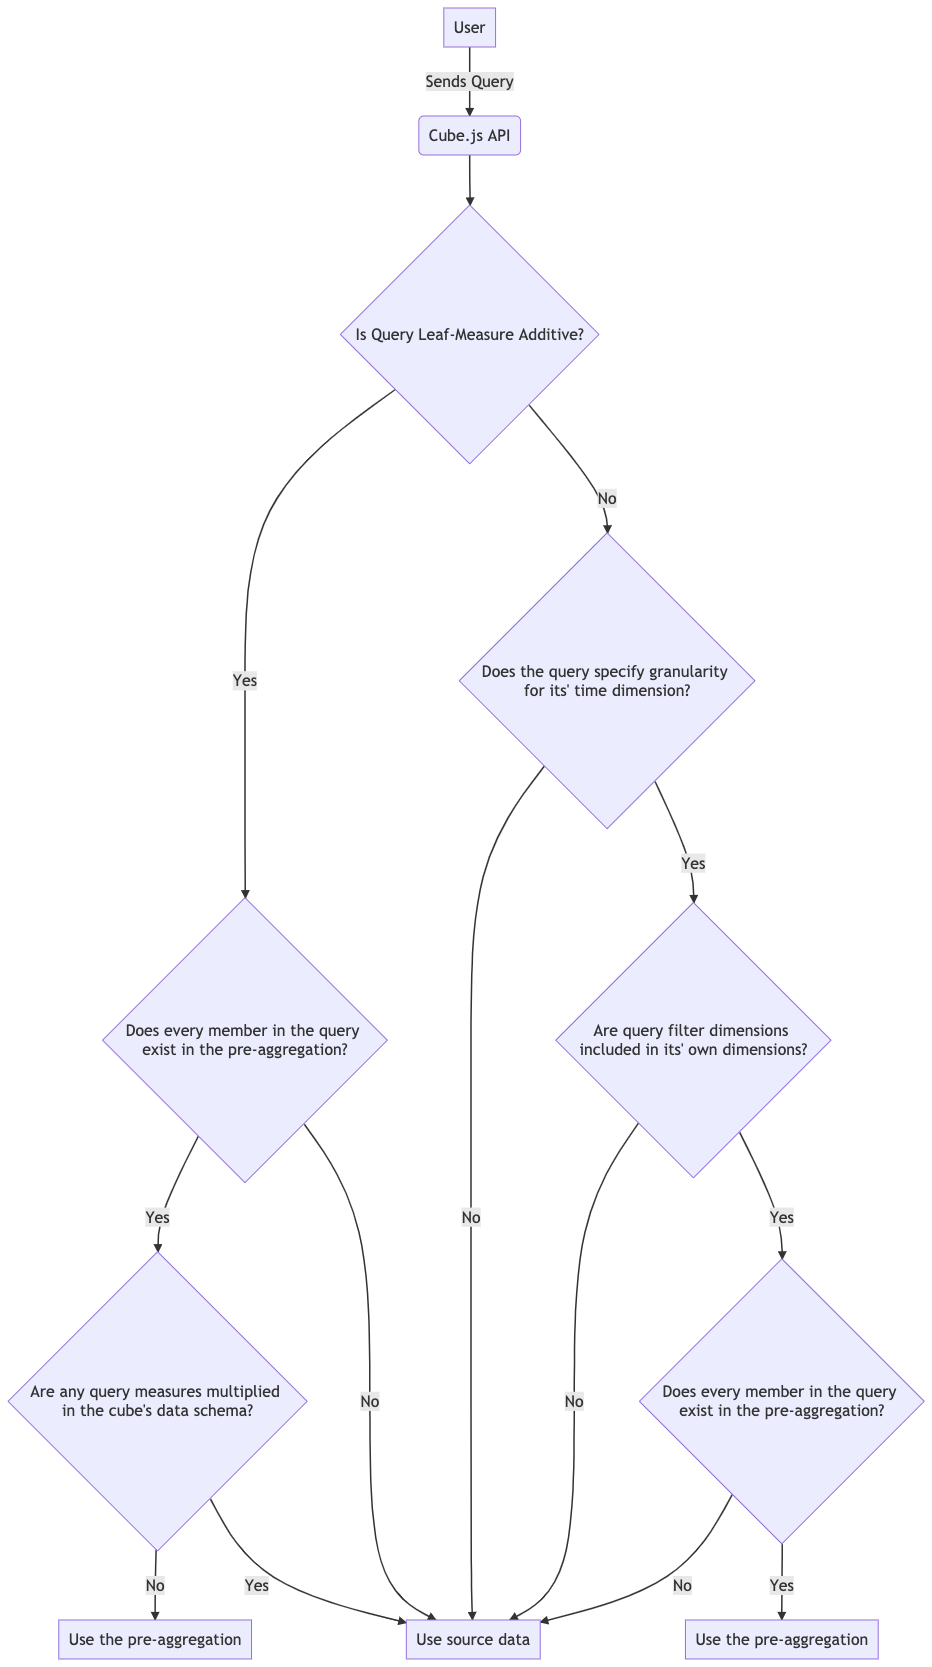 User
Sends Query
Cube.js API
Is Query Leaf-Measure Additive?
No
Yes
Does the query specify granularity
for its' time dimension?
Yes
Does every member in the query
exist in the pre-aggregation?
Are query filter dimensions
included in its' own dimensions?
Yes
No
Yes
Are any query measures multiplied
in the cube's data schema?
No
No
Does every member in the query
exist in the pre-aggregation?
No
Yes
No
Yes
Use the pre-aggregation
Use source data
Use the pre-aggregation